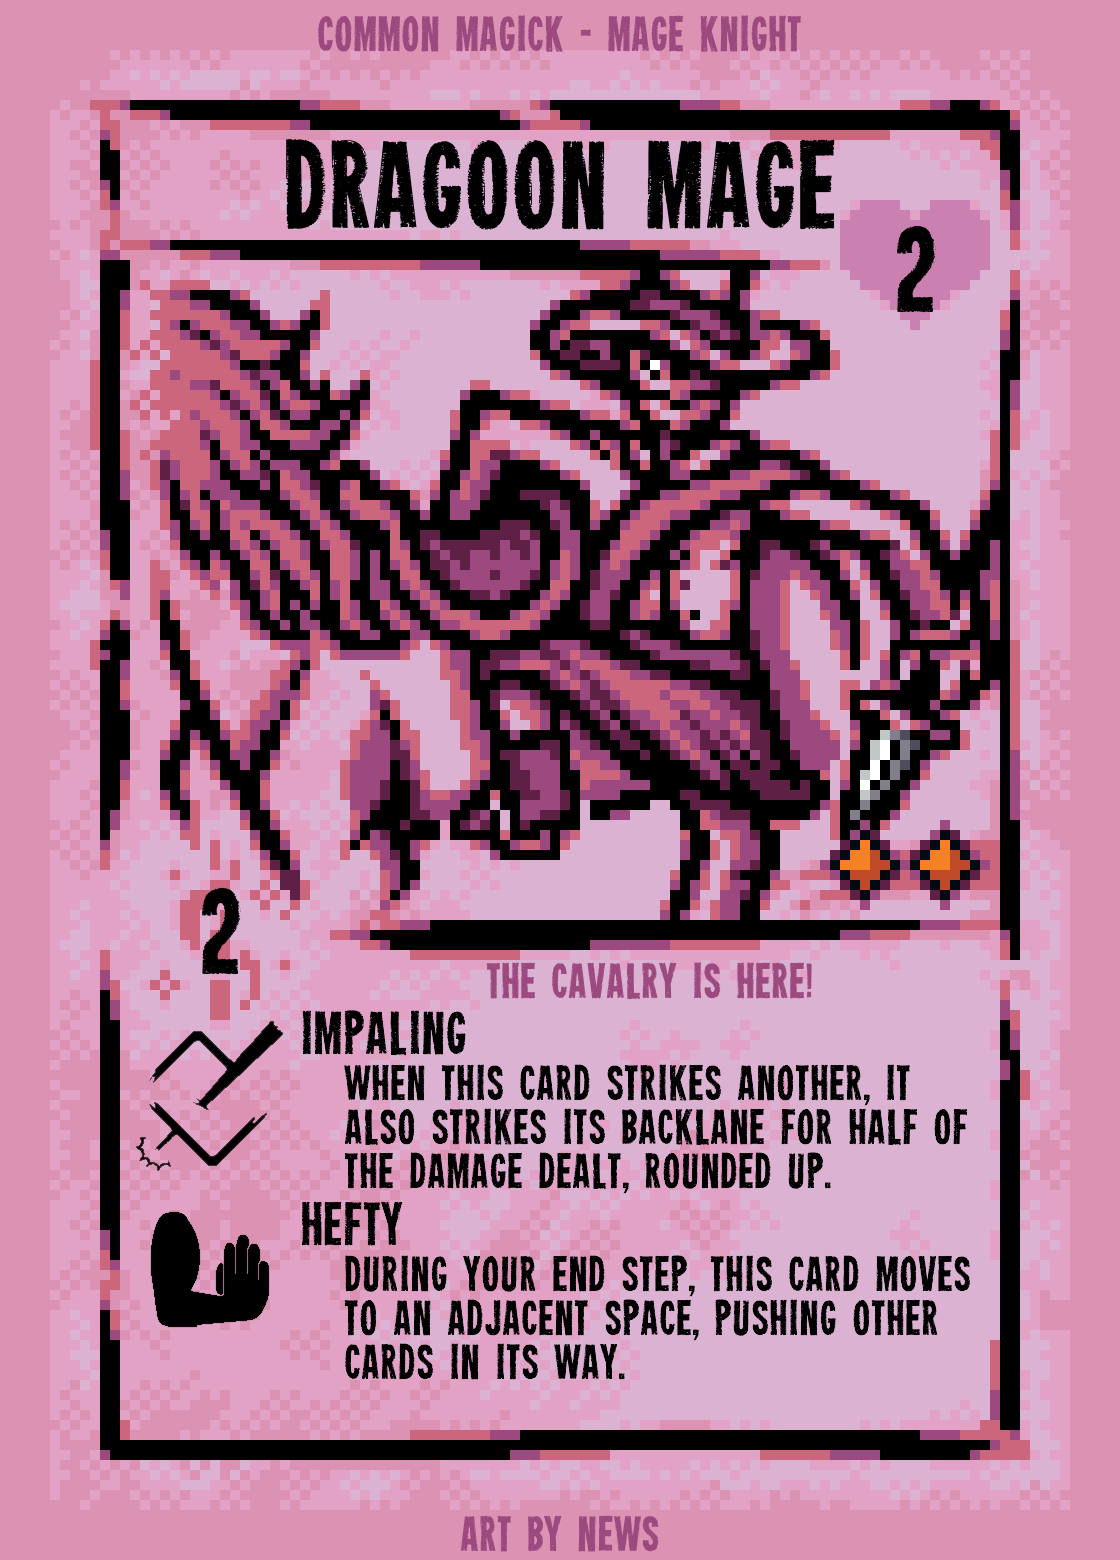 COMMON MAGICK - MAGE KNIGHT
DRAGOON MAGE
2
2
THE CAVALRY IS HERE!
IMPALING
WHEN THIS CARD STRIKES ANOTHER, IT
ALSO STRIKES ITS BACKLANE FOR HALF OF
THE DAMAGE DEALT, ROUNDED UP.
HEFTY
DURING YOUR END STEP, THIS CARD MOVES
TO AN ADJACENT SPACE, PUSHING OTHER
CARDS IN ITS WAY.
ART BY NEWS